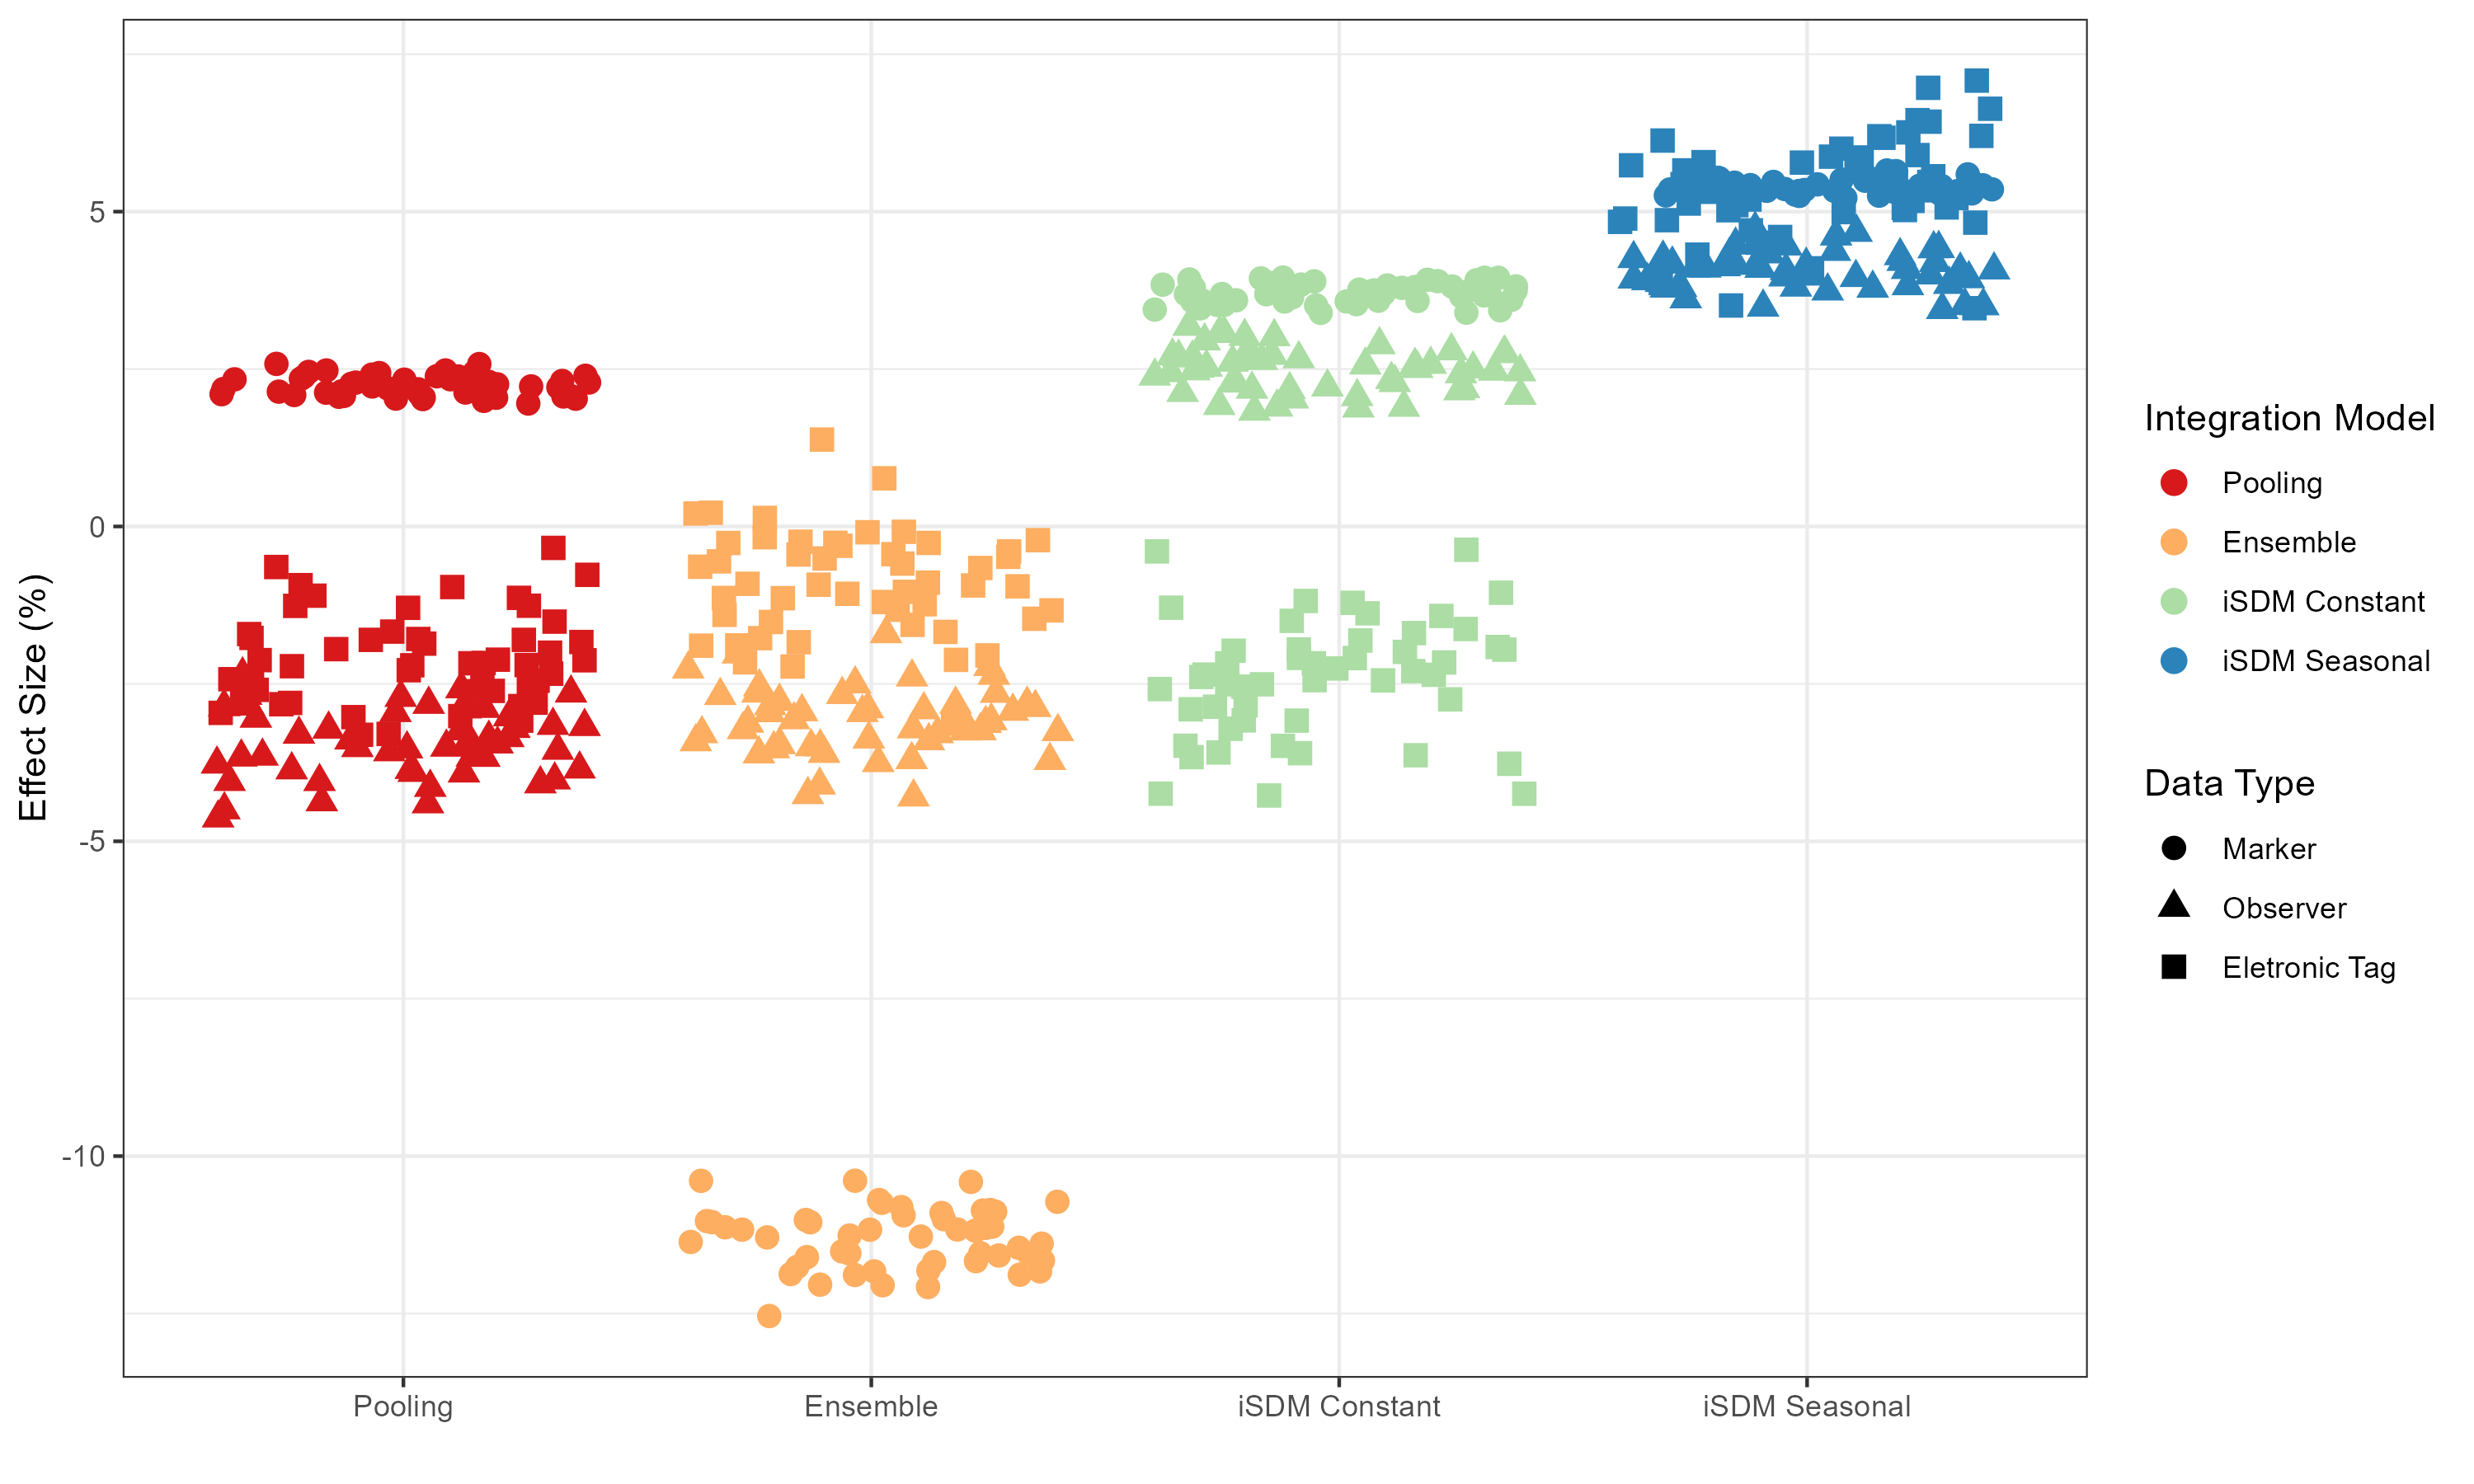 Effect Size (%)
5
0
-5
-10
Pooling
Ensemble
iSDM Constant
iSDM Seasonal
Integration Model
Pooling
Ensemble
iSDM Constant
iSDM Seasonal
Data Type
Marker
Observer
Eletronic Tag